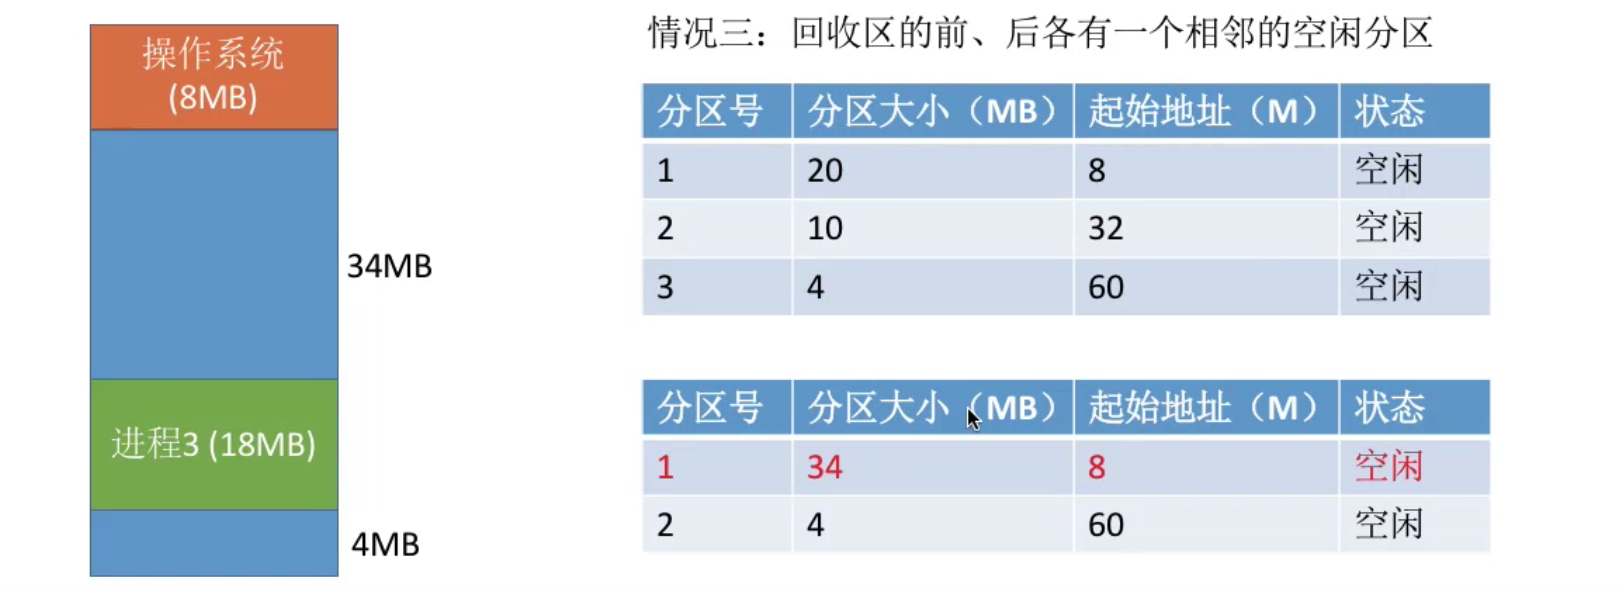 操作系统
(8MB)
34MB
进程3 (18MB)
4MB
情况三：回收区的前、后各有一个相邻的空闲分区
分区号 分区大小（MB） 起始地址（M） 状态
1 20 8 空闲
2 10 32 空闲
3 4 60 空闲
分区号 分区大小（MB） 起始地址（M） 状态
1 34 8 空闲
2 4 60 空闲